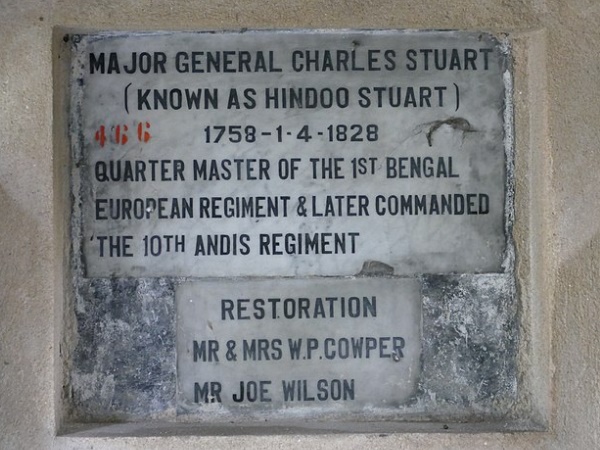 MAJOR GENERAL CHARLES STUART
(KNOWN AS HINDOO STUART)
466 1758-1-4-1828
QUARTER MASTER OF THE 1ST BENGAL
EUROPEAN REGIMENT & LATER COMMANDED
THE 10TH ANDIS REGIMENT
RESTORATION
MR & MRS W.P. COWPER
MR JOE WILSON